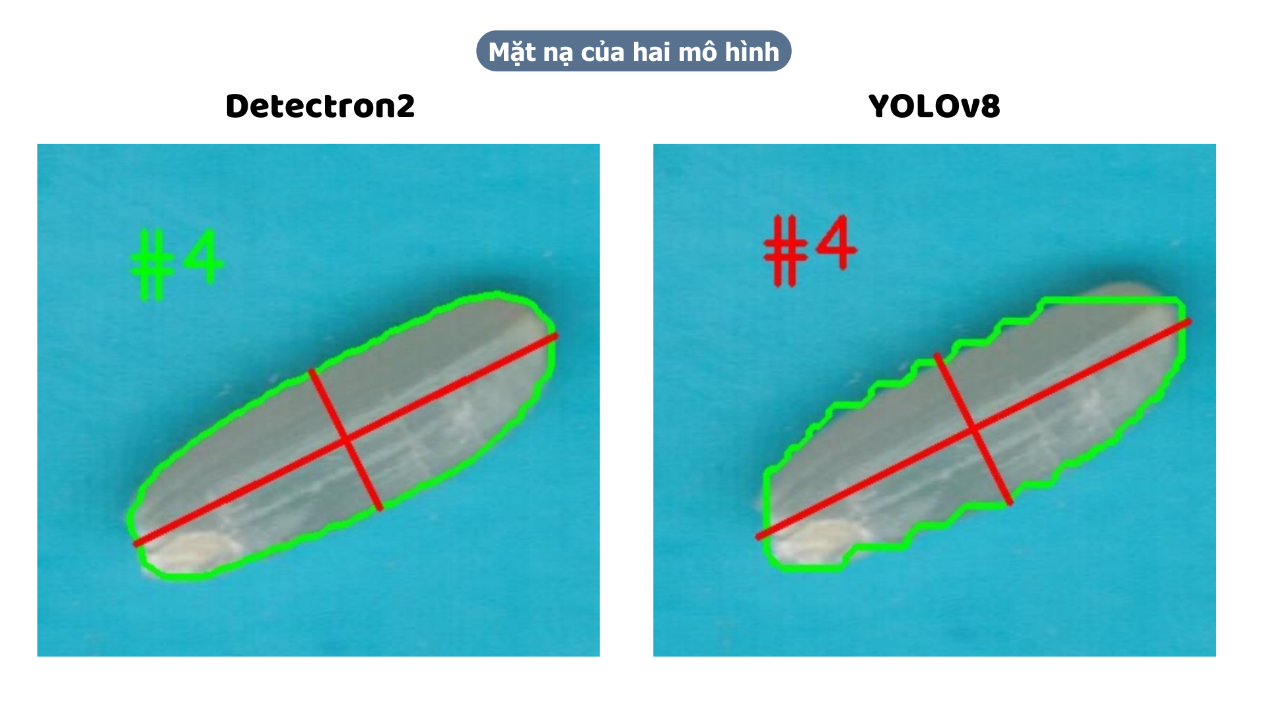 Mặt nạ của hai mô hình
Detectron2
YOLOv8
#4
#4